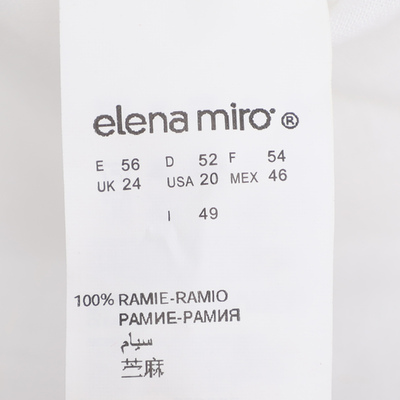 elena miro ®
E 56 D 52 F 54
UK 24 USA 20 MEX 46
I 49
100% RAMIE-RAMIO
РАМИЕ-РАМИЯ
سيام
苎麻